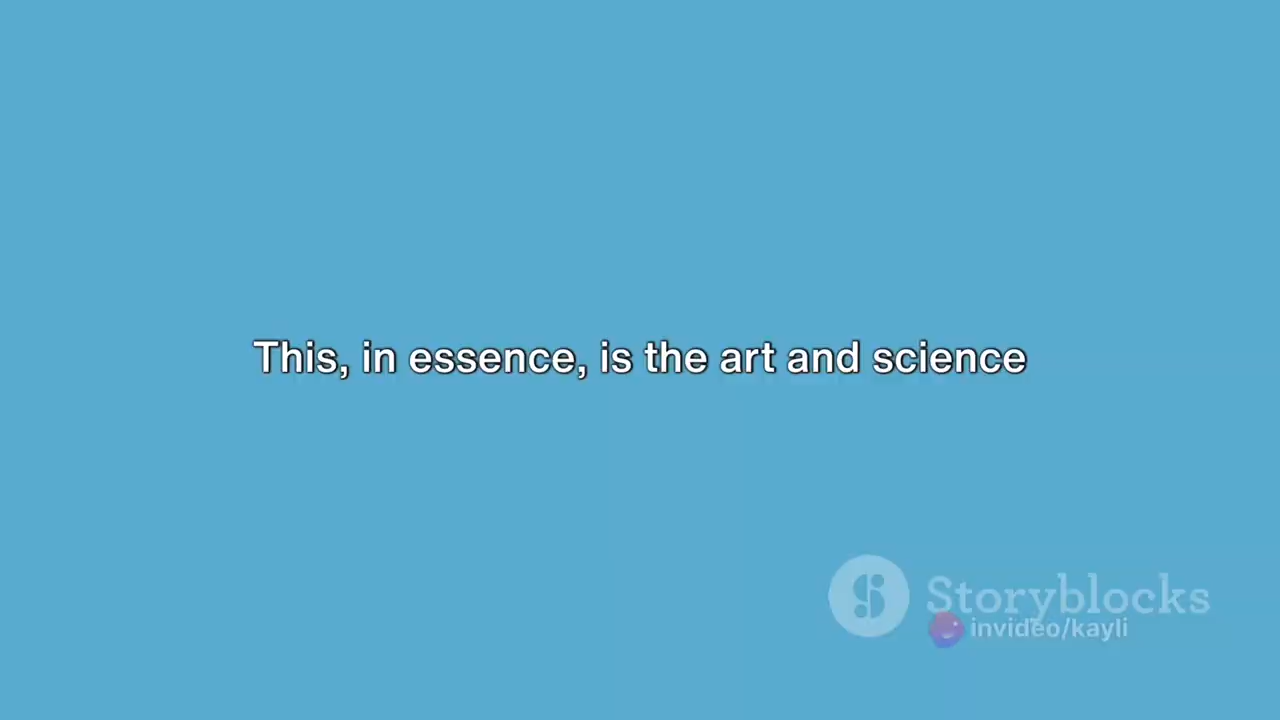 This, in essence, is the art and science
Storyblocks
invideo/kayli